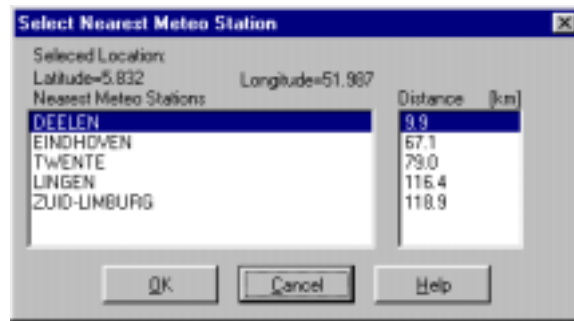 Select Nearest Meteo Station
Seleced Location:
Latitude=5.832 Longitude=51.987
Nearest Meteo Stations Distance [km]
DEELEN 9.9
EINDHOVEN 67.1
TWENTE 79.0
LINGEN 116.4
ZUID-LIMBURG 118.9
OK Cancel Help